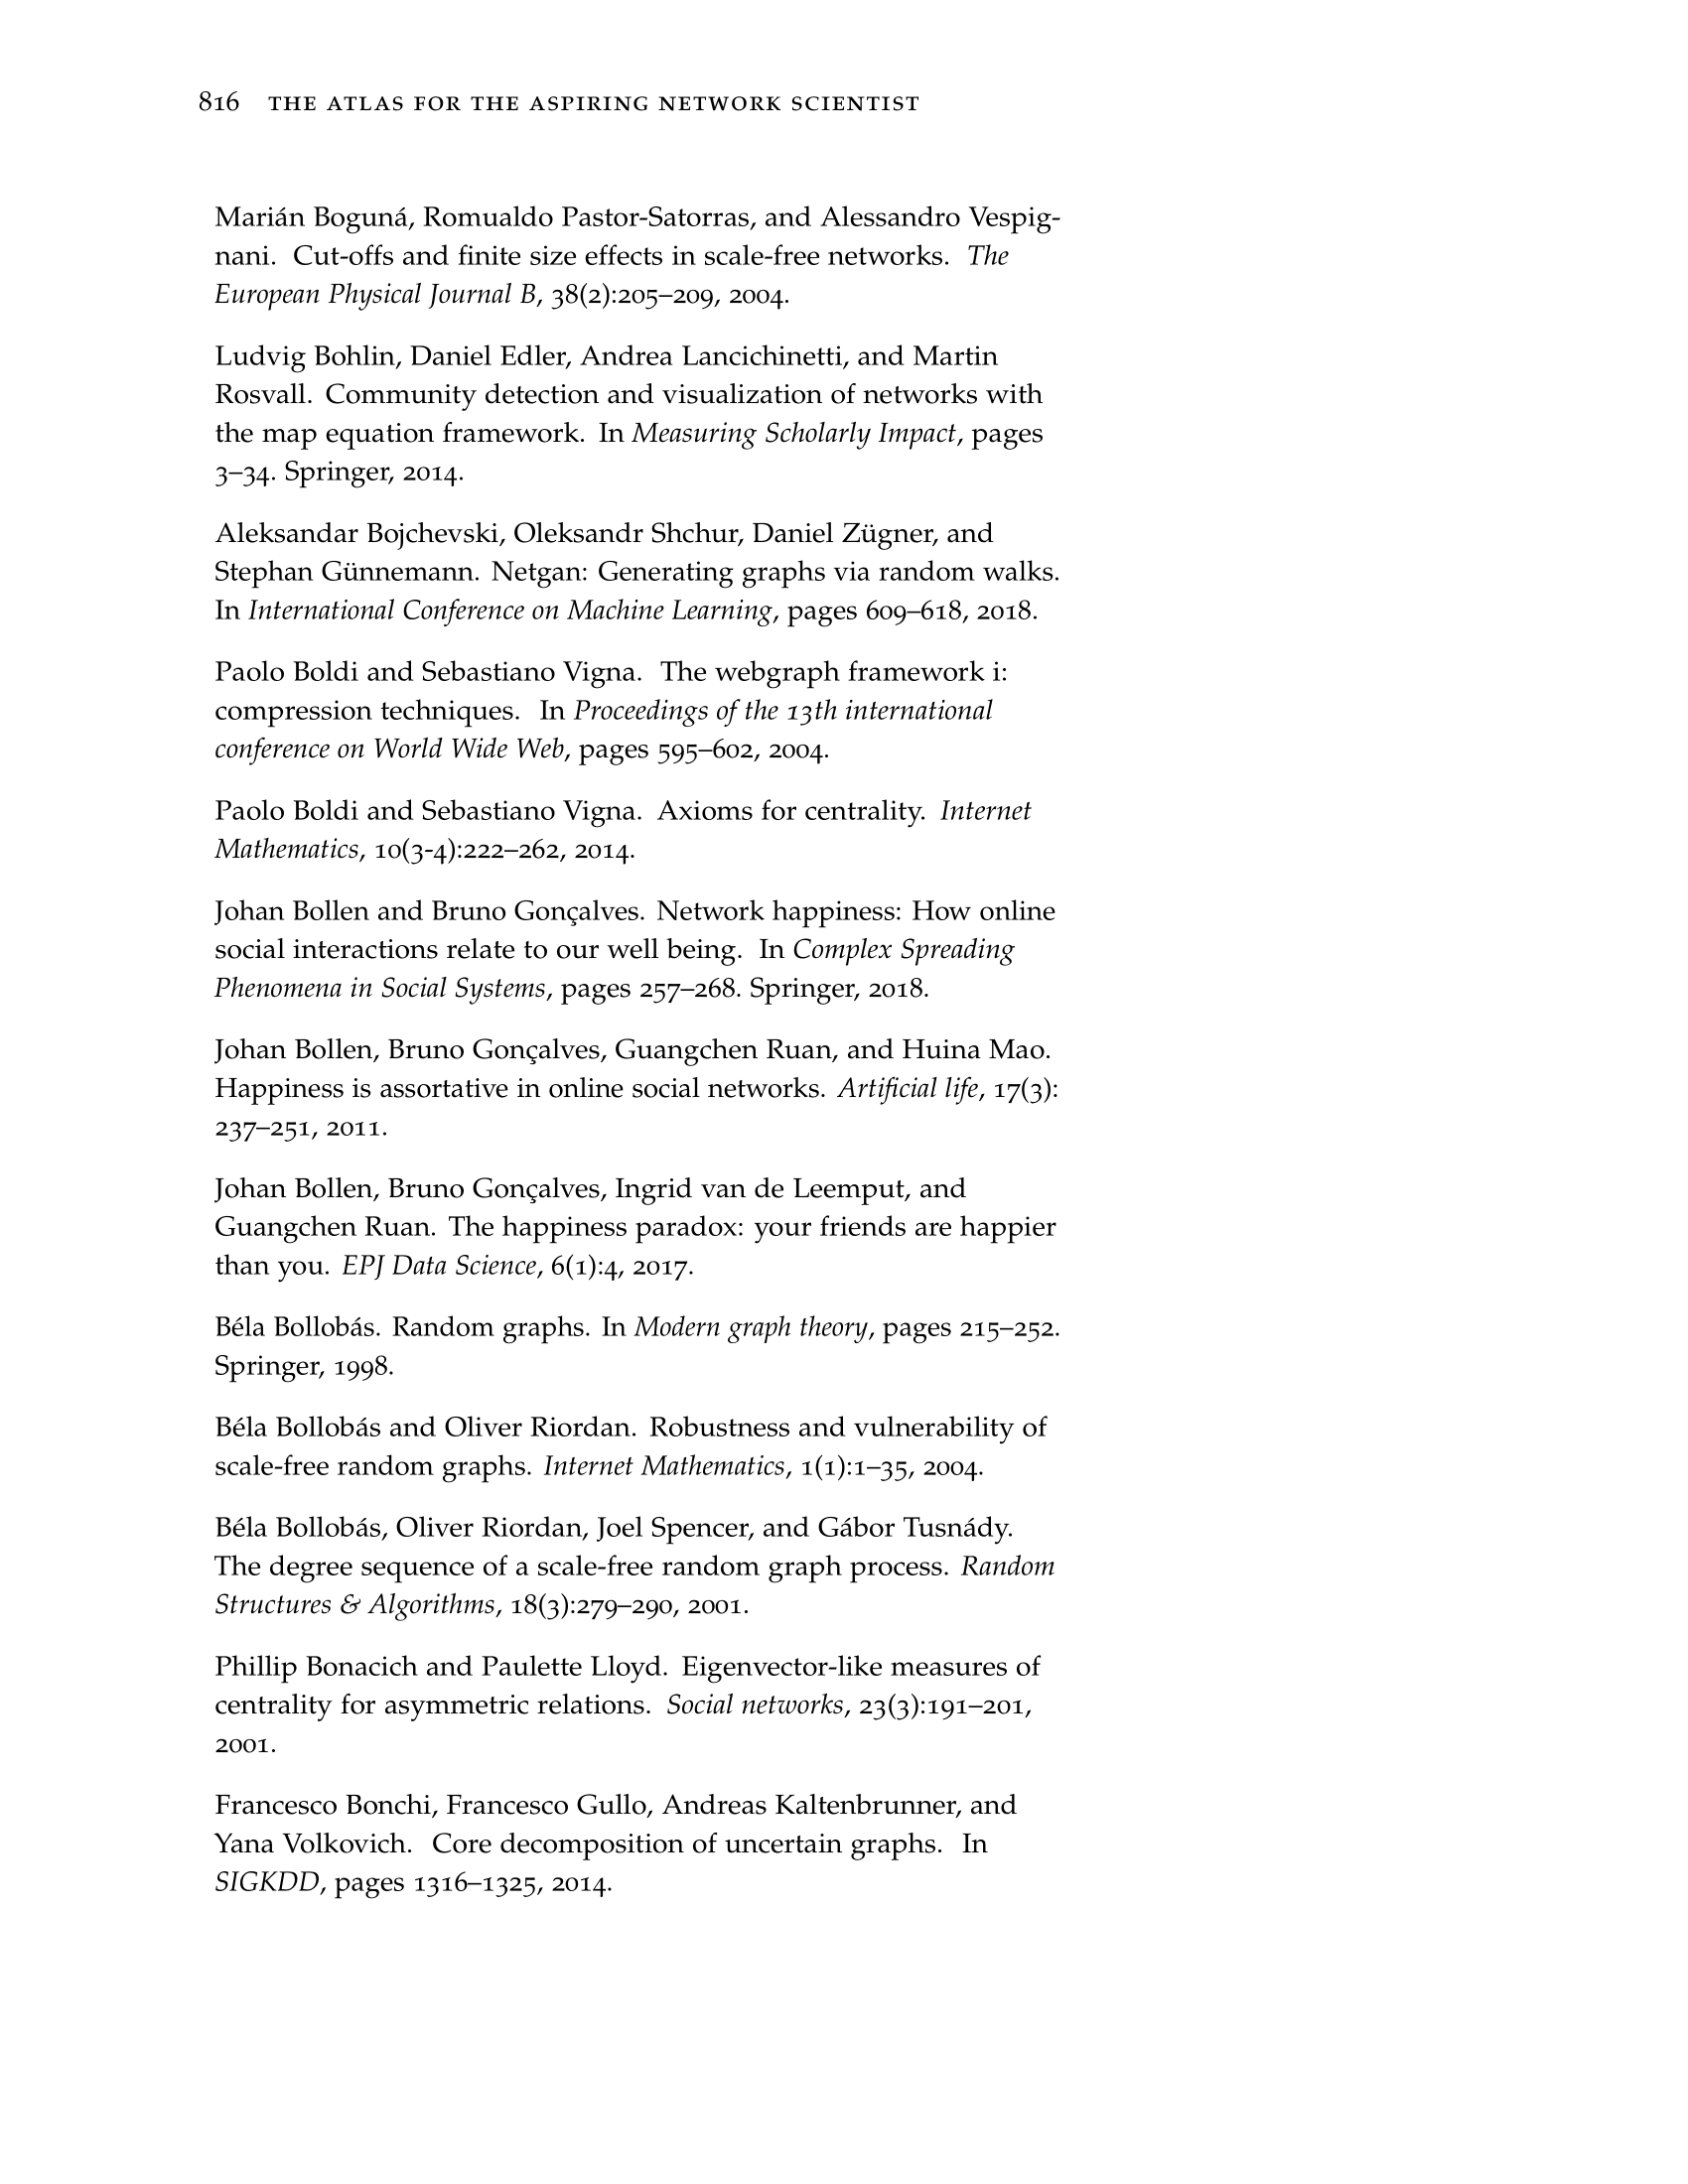 816 THE ATLAS FOR THE ASPIRING NETWORK SCIENTIST
Marián Boguná, Romualdo Pastor-Satorras, and Alessandro Vespig-
nani. Cut-offs and finite size effects in scale-free networks. The
European Physical Journal B, 38(2):205–209, 2004.
Ludvig Bohlin, Daniel Edler, Andrea Lancichinetti, and Martin
Rosvall. Community detection and visualization of networks with
the map equation framework. In Measuring Scholarly Impact, pages
3–34. Springer, 2014.
Aleksandar Bojchevski, Oleksandr Shchur, Daniel Zügner, and
Stephan Günnemann. Netgan: Generating graphs via random walks.
In International Conference on Machine Learning, pages 609–618, 2018.
Paolo Boldi and Sebastiano Vigna. The webgraph framework i:
compression techniques. In Proceedings of the 13th international
conference on World Wide Web, pages 595–602, 2004.
Paolo Boldi and Sebastiano Vigna. Axioms for centrality. Internet
Mathematics, 10(3-4):222–262, 2014.
Johan Bollen and Bruno Gonçalves. Network happiness: How online
social interactions relate to our well being. In Complex Spreading
Phenomena in Social Systems, pages 257–268. Springer, 2018.
Johan Bollen, Bruno Gonçalves, Guangchen Ruan, and Huina Mao.
Happiness is assortative in online social networks. Artificial life, 17(3):
237–251, 2011.
Johan Bollen, Bruno Gonçalves, Ingrid van de Leemput, and
Guangchen Ruan. The happiness paradox: your friends are happier
than you. EPJ Data Science, 6(1):4, 2017.
Béla Bollobás. Random graphs. In Modern graph theory, pages 215–252.
Springer, 1998.
Béla Bollobás and Oliver Riordan. Robustness and vulnerability of
scale-free random graphs. Internet Mathematics, 1(1):1–35, 2004.
Béla Bollobás, Oliver Riordan, Joel Spencer, and Gábor Tusnády.
The degree sequence of a scale-free random graph process. Random
Structures & Algorithms, 18(3):279–290, 2001.
Phillip Bonacich and Paulette Lloyd. Eigenvector-like measures of
centrality for asymmetric relations. Social networks, 23(3):191–201,
2001.
Francesco Bonchi, Francesco Gullo, Andreas Kaltenbrunner, and
Yana Volkovich. Core decomposition of uncertain graphs. In
SIGKDD, pages 1316–1325, 2014.